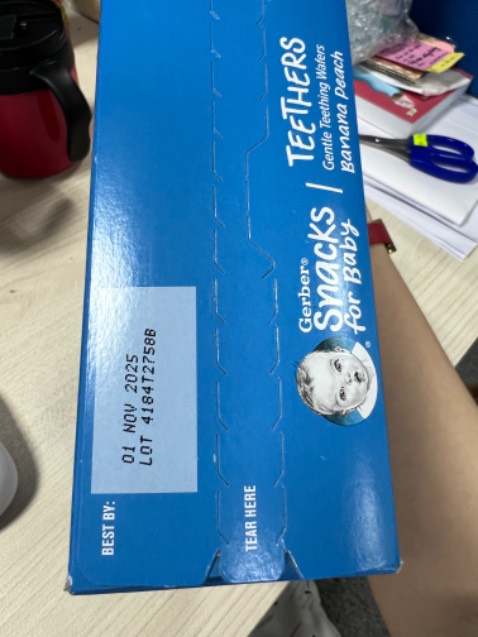 Gerber®
Snacks
for Baby
®
TEETHERS
Gentle Teething Wafers
Banana Peach
TEAR HERE
BEST BY:
01 NOV 2025
LOT 4184T2758B